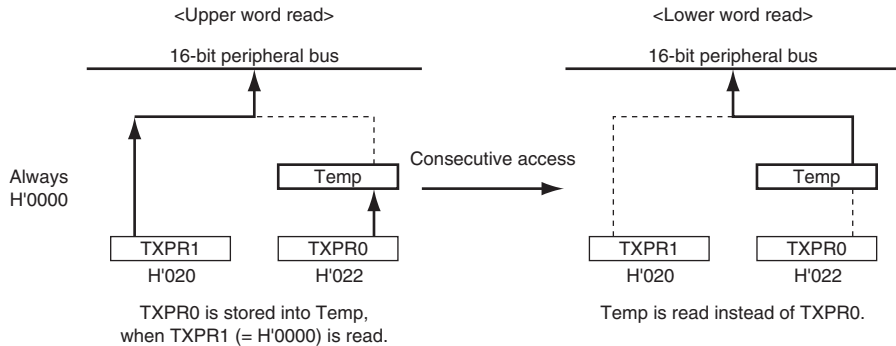 <Upper word read>
16-bit peripheral bus
Always
H'0000
Temp
TXPR1
TXPR0
H'020
H'022
TXPR0 is stored into Temp,
when TXPR1 (= H'0000) is read.
Consecutive access
<Lower word read>
16-bit peripheral bus
Temp
TXPR1
TXPR0
H'020
H'022
Temp is read instead of TXPR0.